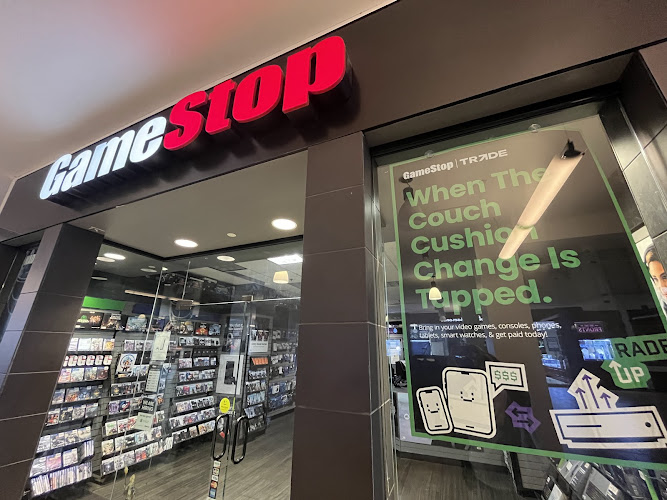 GameStop
GameStop | TRADE
When The
Couch
Cushion
Change Is
Tapped.
Bring in your video games, consoles, phones,
tablets, smart watches, & get paid today!
$$$
TRADE
UP